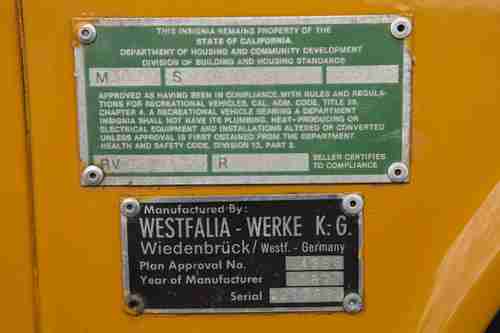 THIS INSIGNIA REMAINS PROPERTY OF THE
STATE OF CALIFORNIA
DEPARTMENT OF HOUSING AND COMMUNITY DEVELOPMENT
DIVISION OF BUILDING AND HOUSING STANDARDS
M S
APPROVED AS HAVING BEEN IN COMPLIANCE WITH RULES AND REGULA-
TIONS FOR RECREATIONAL VEHICLES, CAL. ADM. CODE, TITLE 25,
CHAPTER 4, A RECREATIONAL VEHICLE BEARING A DEPARTMENT
INSIGNIA SHALL NOT HAVE ITS PLUMBING, HEAT-PRODUCING OR
ELECTRICAL EQUIPMENT AND INSTALLATIONS ALTERED OR CONVERTED
UNLESS APPROVAL IS FIRST OBTAINED FROM THE DEPARTMENT.
HEALTH AND SAFETY CODE, DIVISION 13, PART 2.
RV R SELLER CERTIFIES
TO COMPLIANCE
Manufactured By:
WESTFALIA - WERKE K.G.
Wiedenbrück/ Westf. - Germany
Plan Approval No.
Year of Manufacturer
Serial